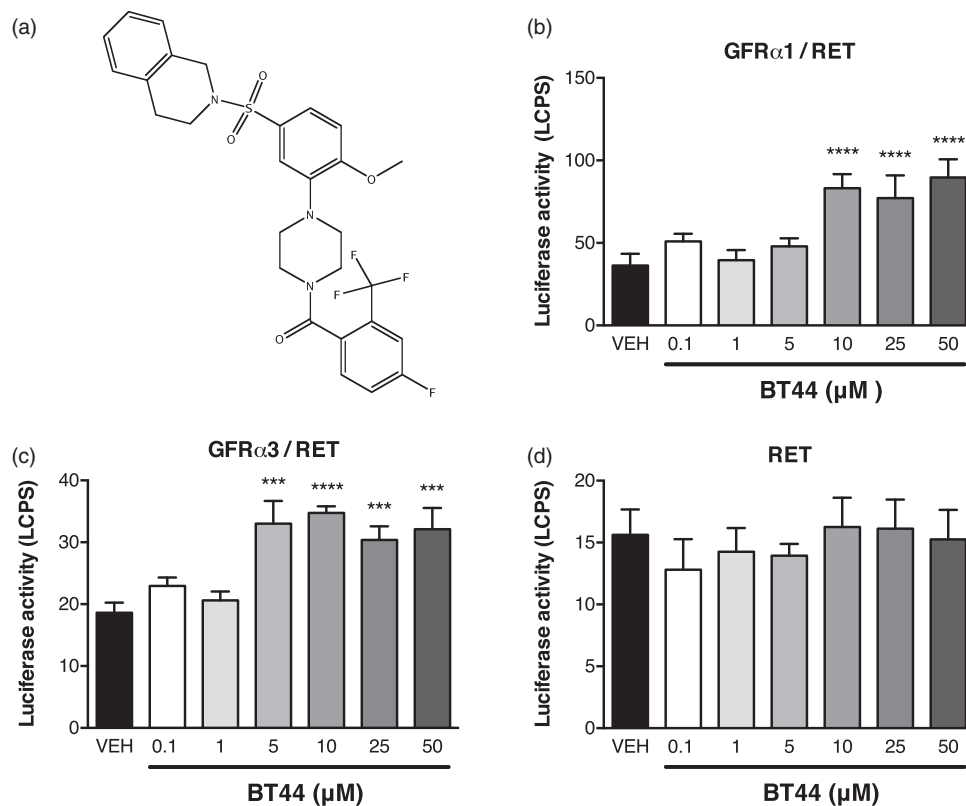 (a)
N
S
O
O
O
N
N
O
F
F
F
F
(b)
GFRα1 / RET
Luciferase activity (LCPS)
150
100
50
0
**** **** ****
VEH 0.1 1 5 10 25 50
BT44 (µM )
(c)
GFRα3 / RET
Luciferase activity (LCPS)
40
30
20
10
0
*** **** *** ***
VEH 0.1 1 5 10 25 50
BT44 (µM)
(d)
RET
Luciferase activity (LCPS)
20
15
10
5
0
VEH 0.1 1 5 10 25 50
BT44 (µM)